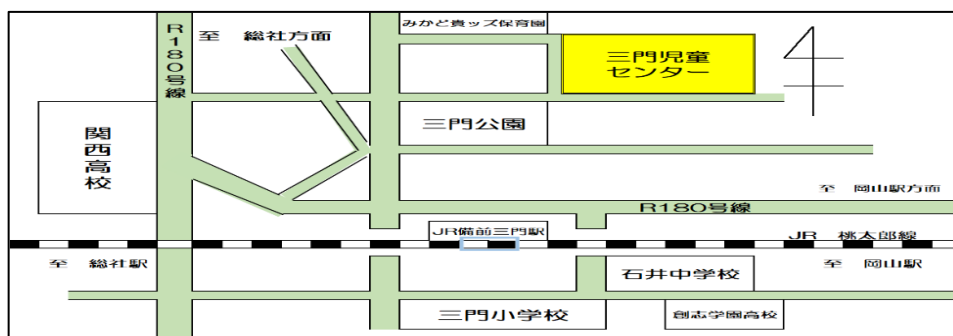 R180号線
至 総社方面
みかど貴ッズ保育園
三門児童
センター
関西高校
三門公園
至 岡山駅方面
R180号線
JR備前三門駅
JR 桃太郎線
至 総社駅
石井中学校
至 岡山駅
三門小学校
創志学園高校